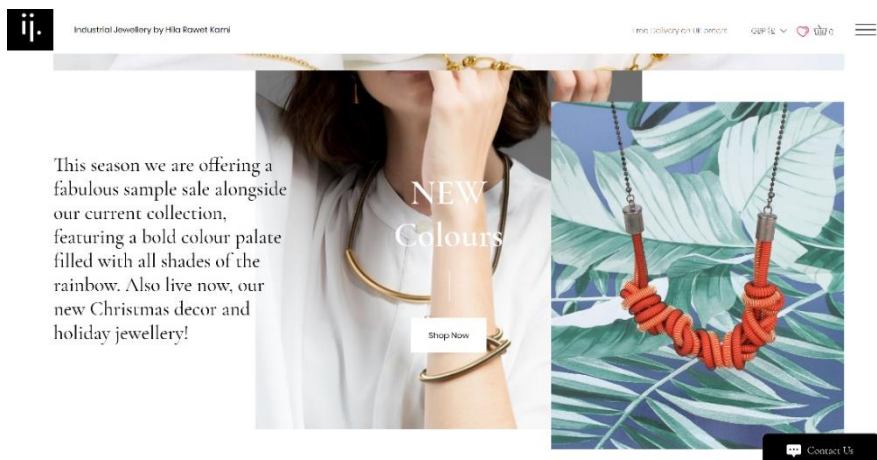 ij.
Industrial Jewellery by Hila Rawet Karni
Free Delivery on UK orders
GBP (£)
0
This season we are offering a
fabulous sample sale alongside
our current collection,
featuring a bold colour palate
filled with all shades of the
rainbow. Also live now, our
new Christmas decor and
holiday jewellery!
NEW
Colours
Shop Now
Contact Us